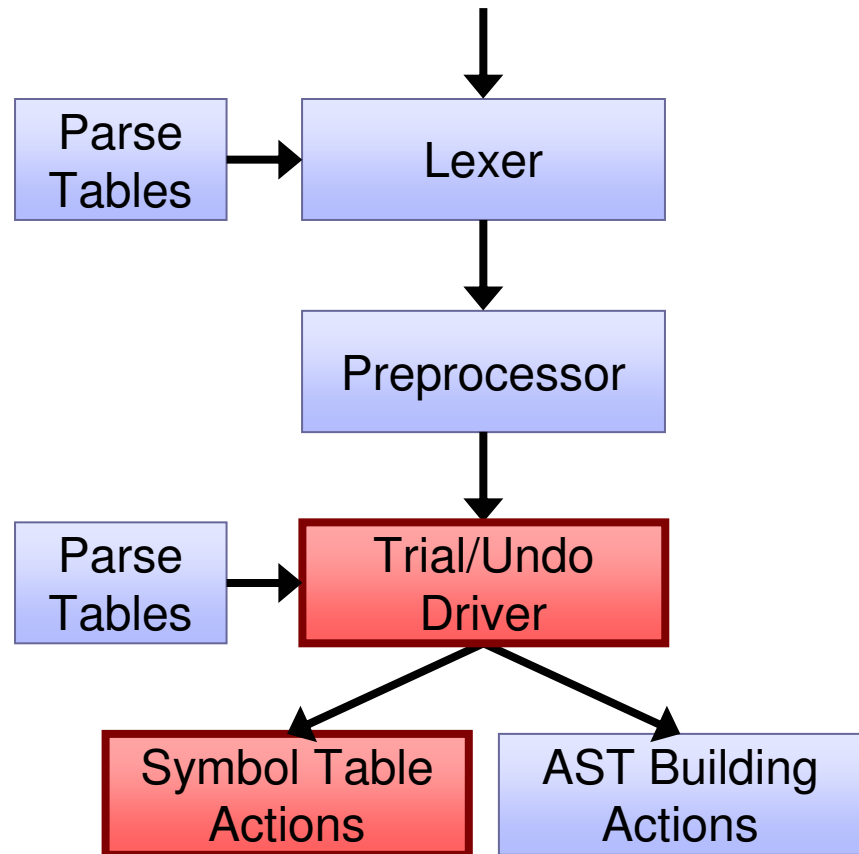 Parse
Tables
Lexer
Preprocessor
Parse
Tables
Trial/Undo
Driver
Symbol Table
Actions
AST Building
Actions